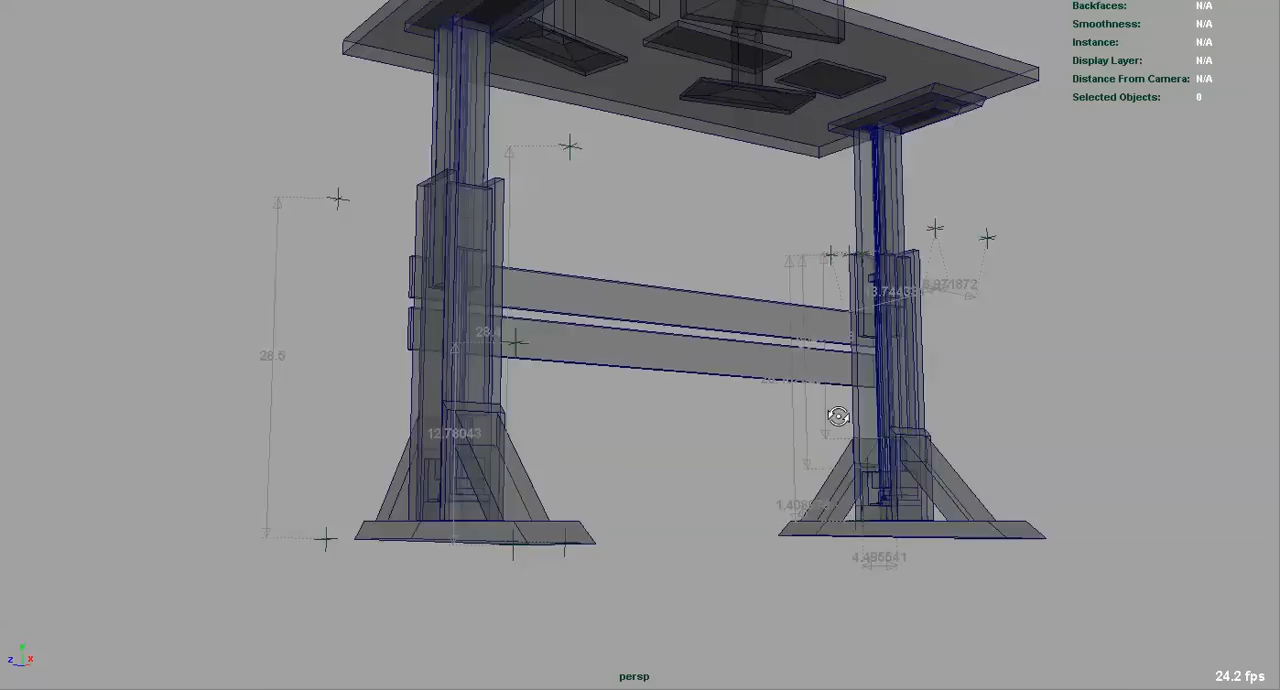 Backfaces: N/A
Smoothness: N/A
Instance: N/A
Display Layer: N/A
Distance From Camera: N/A
Selected Objects: 0
28.5
12.78043
4.485541
z x
persp
24.2 fps